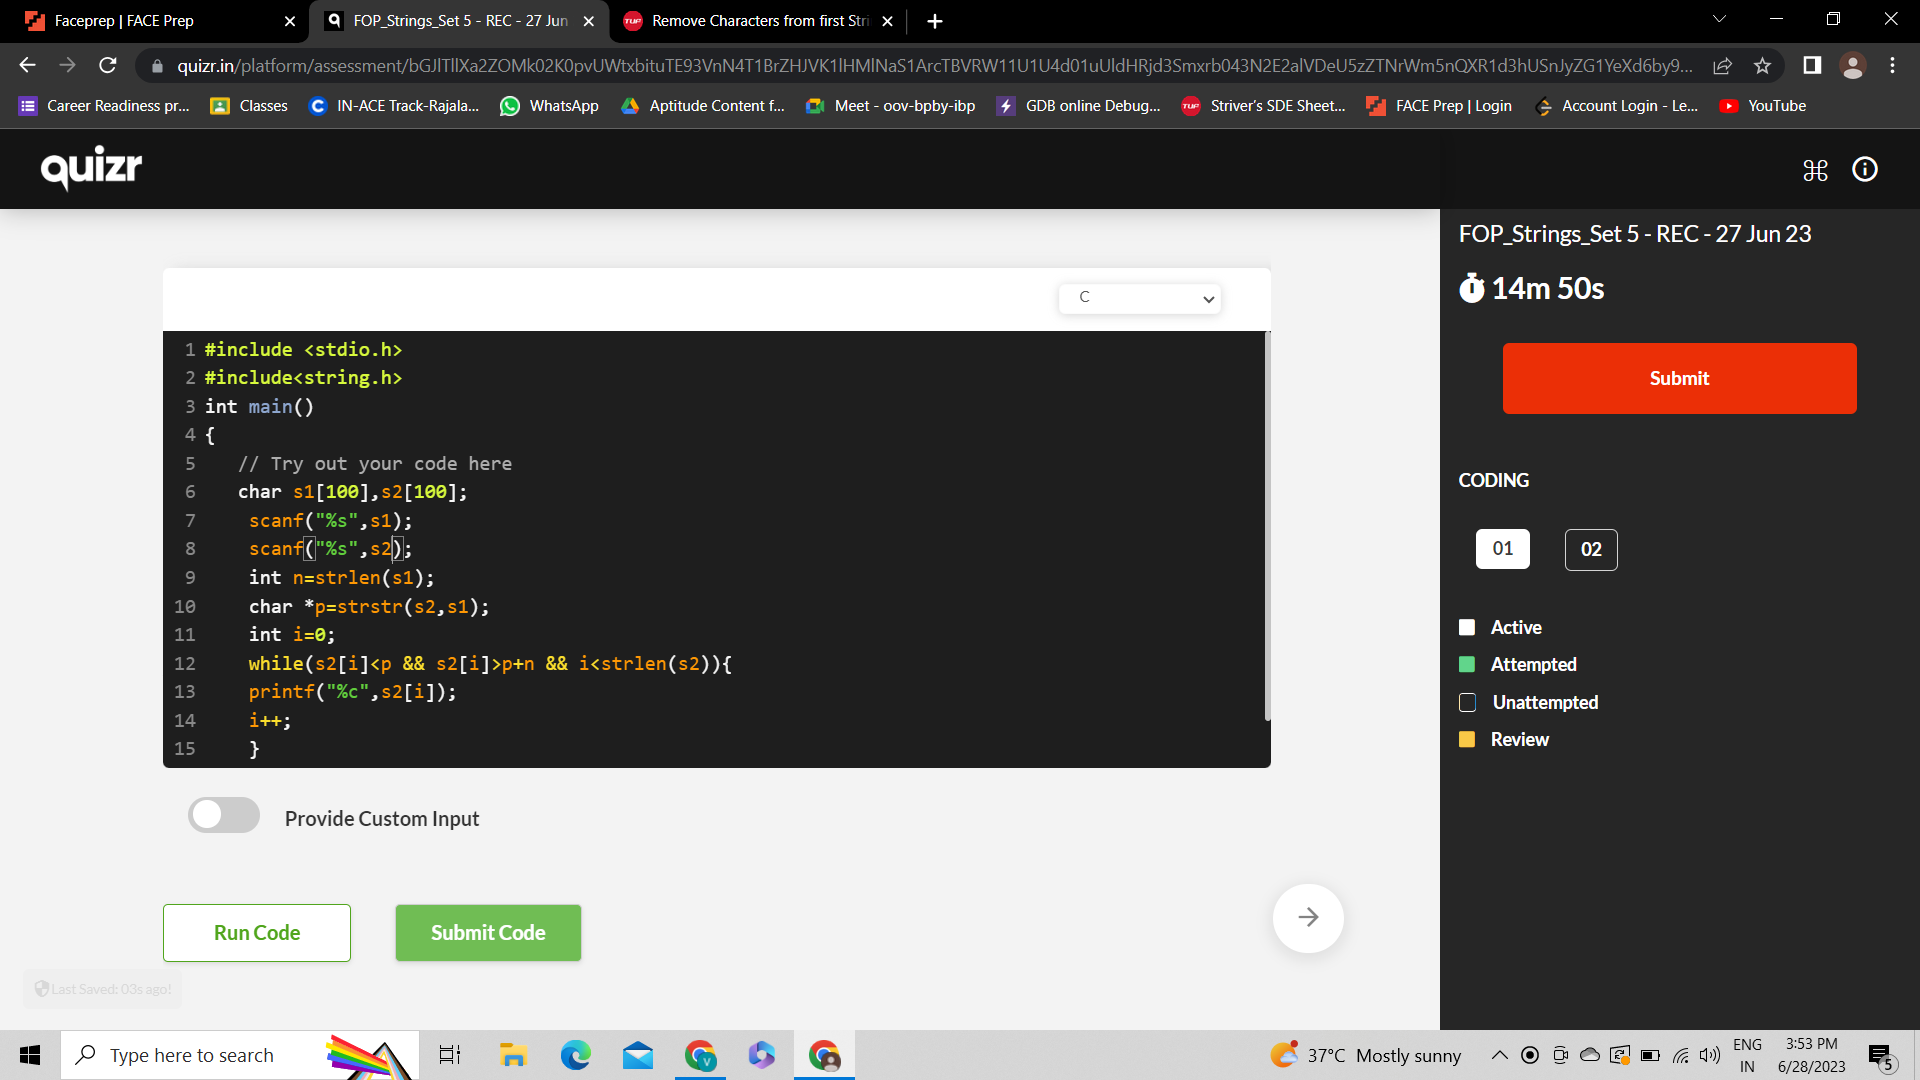 Faceprep | FACE Prep
FOP_Strings_Set 5 - REC - 27 Jun
Remove Characters from first Stri
quizr.in/platform/assessment/
Career Readiness pr...
Classes
IN-ACE Track-Rajala...
WhatsApp
Aptitude Content f...
Meet - oov-bpby-ibp
GDB online Debug...
Striver's SDE Sheet...
FACE Prep | Login
Account Login - Le...
YouTube
quizr
FOP_Strings_Set 5 - REC - 27 Jun 23
14m 50s
Submit
CODING
01
02
Active
Attempted
Unattempted
Review
C
1 #include <stdio.h>
2 #include<string.h>
3 int main()
4 {
5 // Try out your code here
6 char s1[100],s2[100];
7 scanf("%s",s1);
8 scanf("%s",s2);
9 int n=strlen(s1);
10 char *p=strstr(s2,s1);
11 int i=0;
12 while(s2[i]<p && s2[i]>p+n && i<strlen(s2)){
13 printf("%c",s2[i]);
14 i++;
15 }
Provide Custom Input
Run Code
Submit Code
Last Saved: 03s ago!
Type here to search
37°C Mostly sunny
ENG
IN
3:53 PM
6/28/2023
5